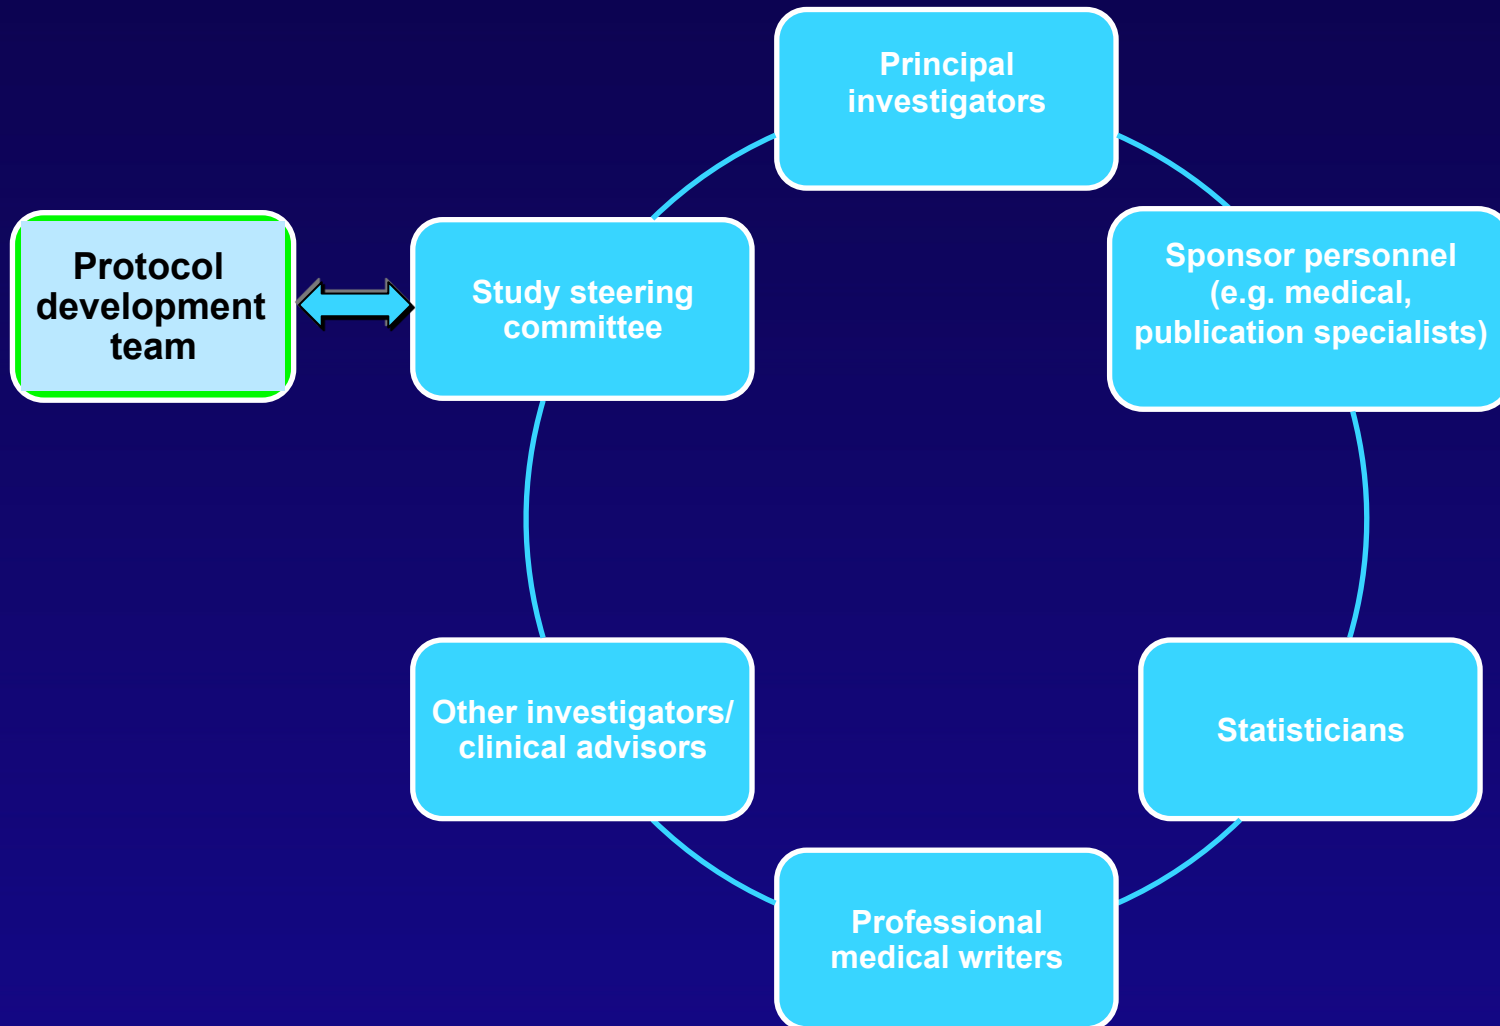 Principal
investigators
Sponsor personnel
(e.g. medical,
publication specialists)
Protocol
development
team
Study steering
committee
Other investigators/
clinical advisors
Statisticians
Professional
medical writers